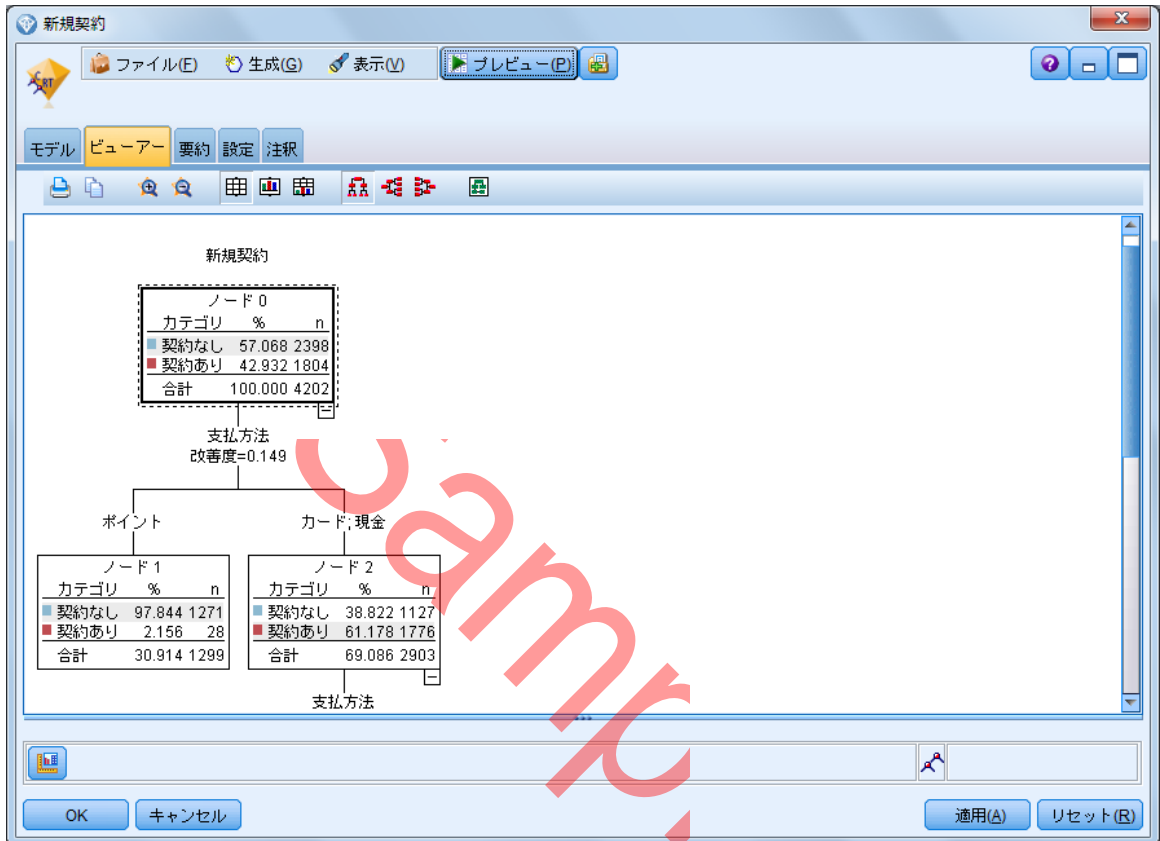 新規契約
ファイル(F) 生成(G) 表示(V) プレビュー(P)
C&RT
モデル ビューアー 要約 設定 注釈
新規契約
ノード 0
カテゴリ % n
契約なし 57.068 2398
契約あり 42.932 1804
合計 100.000 4202
支払方法
改善度=0.149
ポイント カード; 現金
ノード 1
カテゴリ % n
契約なし 97.844 1271
契約あり 2.156 28
合計 30.914 1299
ノード 2
カテゴリ % n
契約なし 38.822 1127
契約あり 61.178 1776
合計 69.086 2903
支払方法
OK キャンセル 適用(A) リセット(R)
Samp